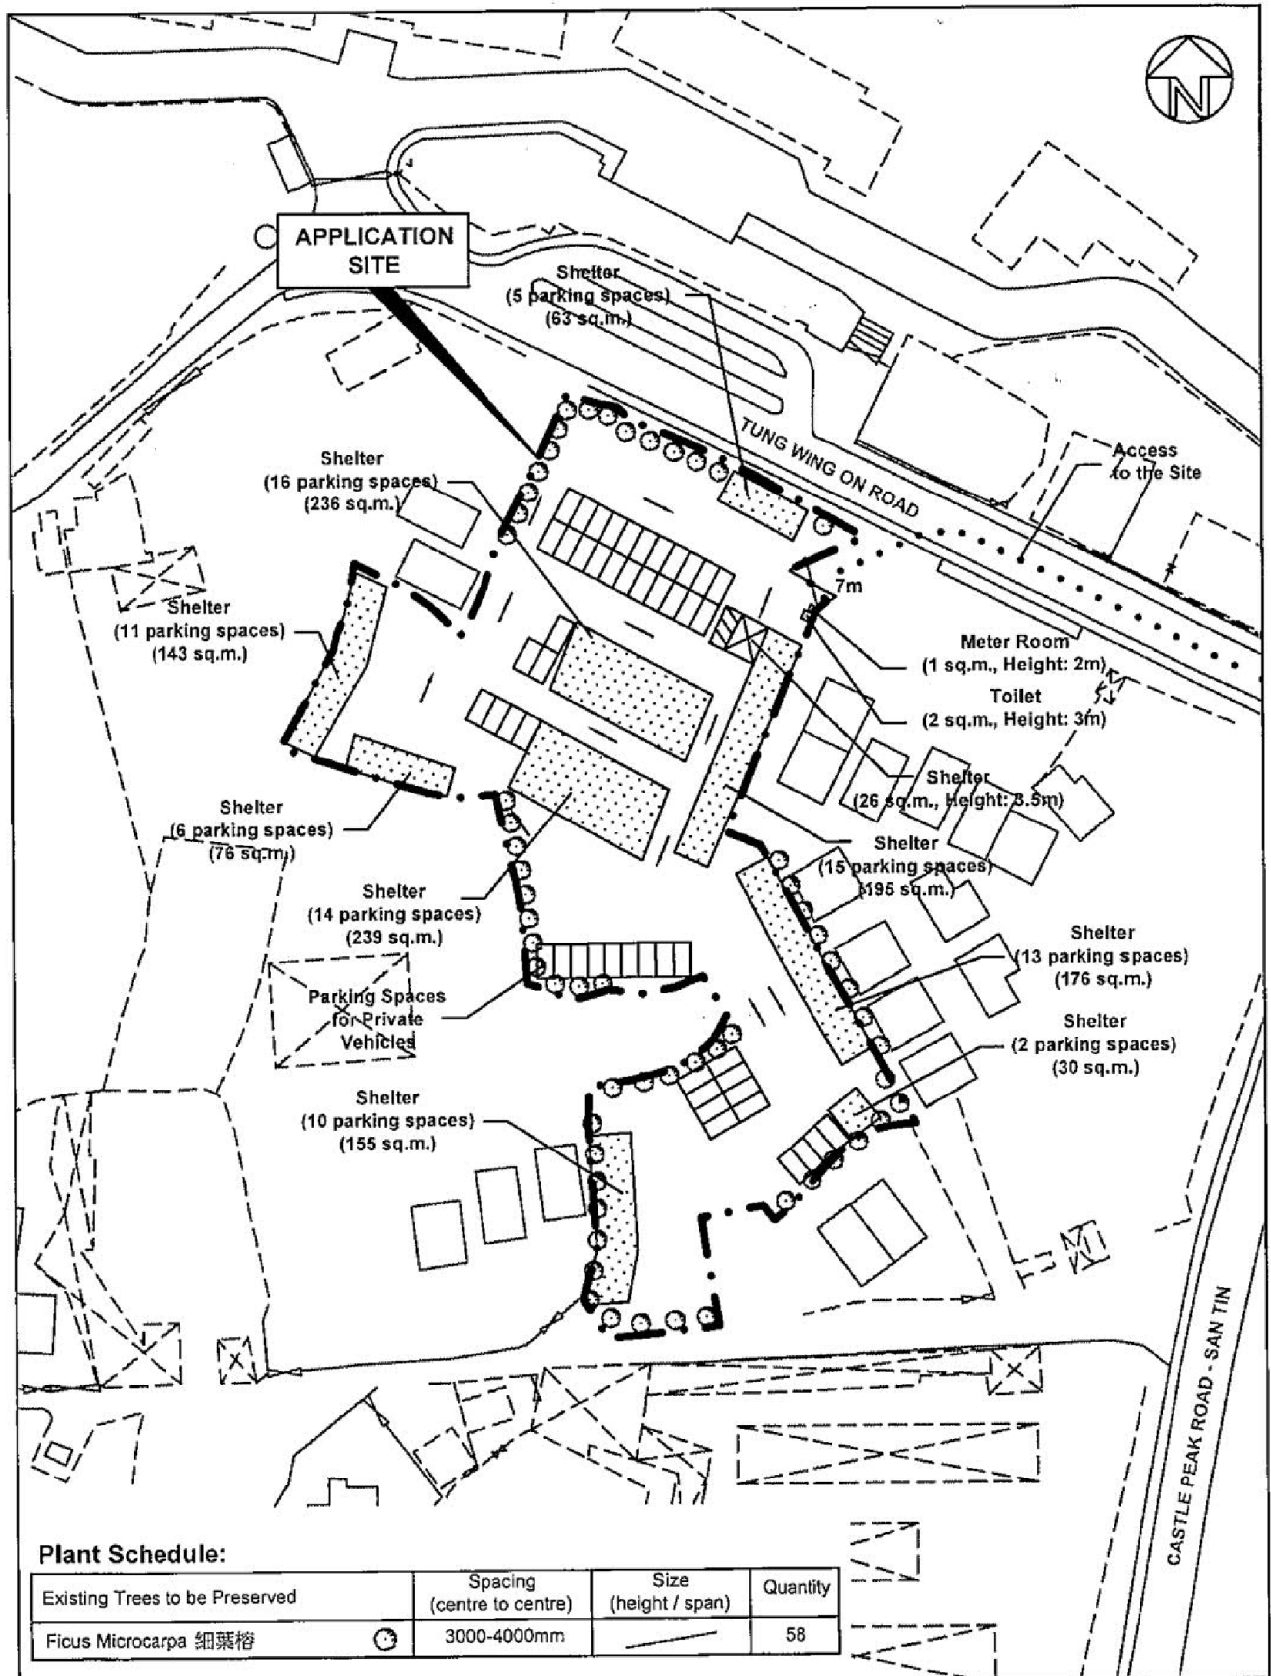 N
APPLICATION
SITE
Shelter
(5 parking spaces)
(63 sq.m.)
TUNG WING ON ROAD
Access
to the Site
Shelter
(16 parking spaces)
(236 sq.m.)
7m
Shelter
(11 parking spaces)
(143 sq.m.)
Meter Room
(1 sq.m., Height: 2m)
Toilet
(2 sq.m., Height: 3m)
Shelter
(26 sq.m., Height: 3.5m)
Shelter
(6 parking spaces)
(76 sq.m.)
Shelter
(15 parking spaces)
(195 sq.m.)
Shelter
(14 parking spaces)
(239 sq.m.)
Shelter
(13 parking spaces)
(176 sq.m.)
Parking Spaces
for Private
Vehicles
Shelter
(2 parking spaces)
(30 sq.m.)
Shelter
(10 parking spaces)
(155 sq.m.)
CASTLE PEAK ROAD - SAN TIN
Plant Schedule:
Existing Trees to be Preserved
Spacing
(centre to centre)
Size
(height / span)
Quantity
Ficus Microcarpa 细葉榕
3000-4000mm
58